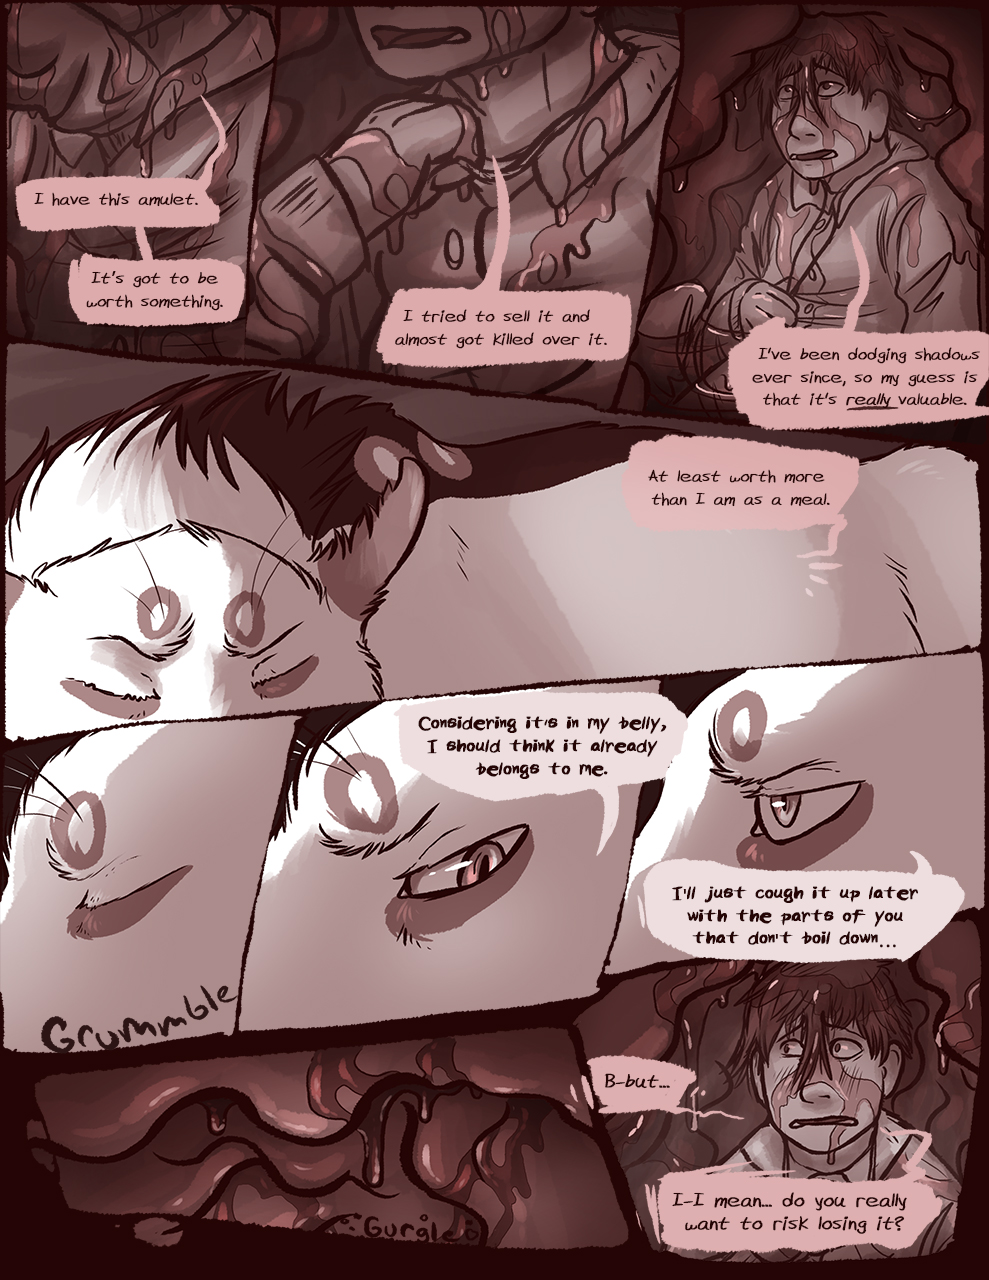 I have this amulet.
It's got to be
worth something.
I tried to sell it and
almost got killed over it.
I've been dodging shadows
ever since, so my guess is
that it's really valuable.
At least worth more
than I am as a meal.
Considering it's in my belly,
I should think it already
belongs to me.
I'll just cough it up later
with the parts of you
that don't boil down...
Grummmble
Gurgle
B-but...
I-I mean... do you really
want to risk losing it?